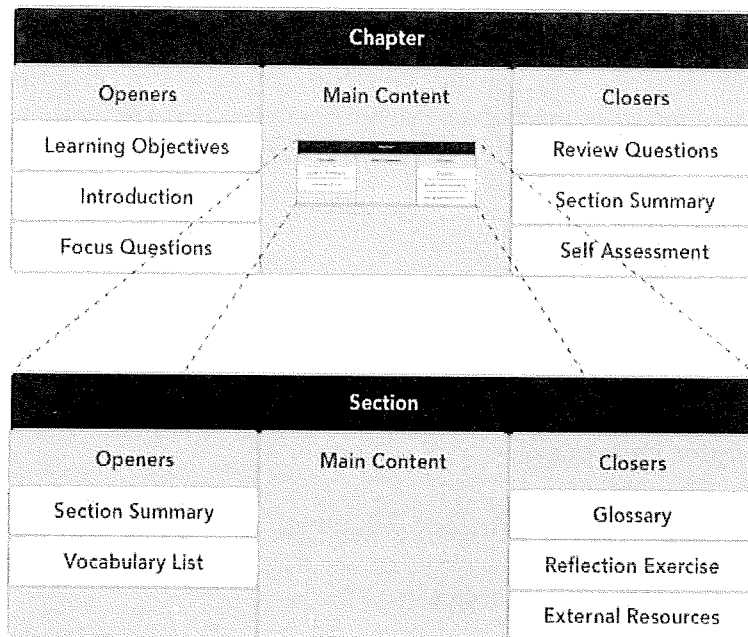 Chapter
Openers
Main Content
Closers
Learning Objectives
Introduction
Focus Questions
Review Questions
Section Summary
Self Assessment
Section
Openers
Main Content
Closers
Section Summary
Vocabulary List
Glossary
Reflection Exercise
External Resources